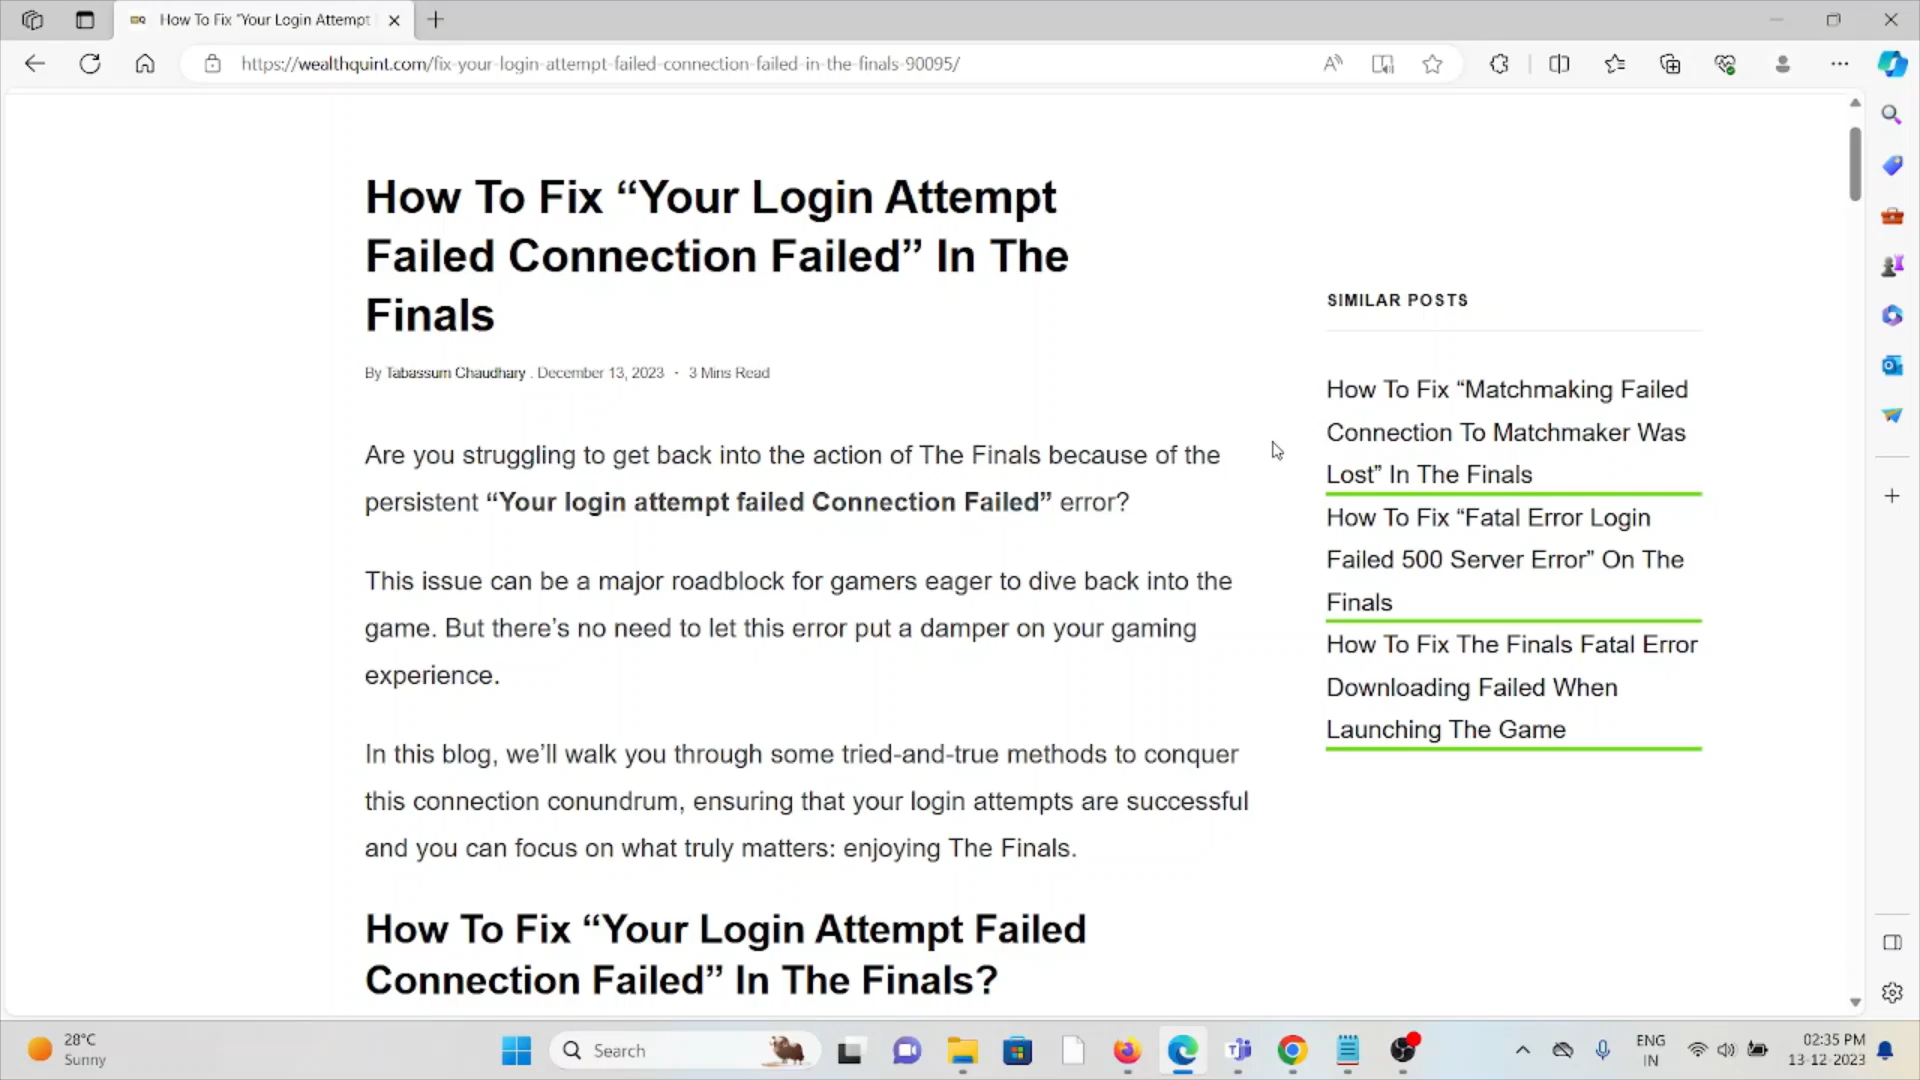 How To Fix "Your Login Attempt
https://wealthquint.com/fix-your-login-attempt-failed-connection-failed-in-the-finals-90095/
How To Fix “Your Login Attempt
Failed Connection Failed” In The
Finals
By Tabassum Chaudhary . December 13, 2023 · 3 Mins Read
Are you struggling to get back into the action of The Finals because of the
persistent “Your login attempt failed Connection Failed” error?
This issue can be a major roadblock for gamers eager to dive back into the
game. But there’s no need to let this error put a damper on your gaming
experience.
In this blog, we’ll walk you through some tried-and-true methods to conquer
this connection conundrum, ensuring that your login attempts are successful
and you can focus on what truly matters: enjoying The Finals.
How To Fix “Your Login Attempt Failed
Connection Failed” In The Finals?
SIMILAR POSTS
How To Fix “Matchmaking Failed
Connection To Matchmaker Was
Lost” In The Finals
How To Fix “Fatal Error Login
Failed 500 Server Error” On The
Finals
How To Fix The Finals Fatal Error
Downloading Failed When
Launching The Game
28°C
Sunny
Search
ENG
IN
02:35 PM
13-12-2023